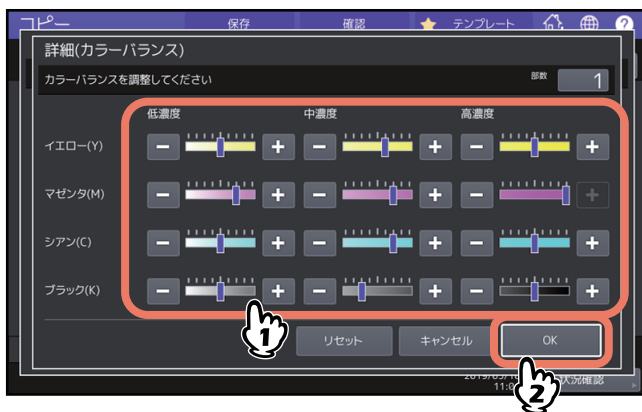 コピー 保存 確認 テンプレート ?
詳細(カラーバランス)
カラーバランスを調整してください 部数 1
低濃度 中濃度 高濃度
イエロー(Y)
マゼンタ(M)
シアン(C)
ブラック(K)
1
リセット キャンセル OK
状況確認
11:0
2